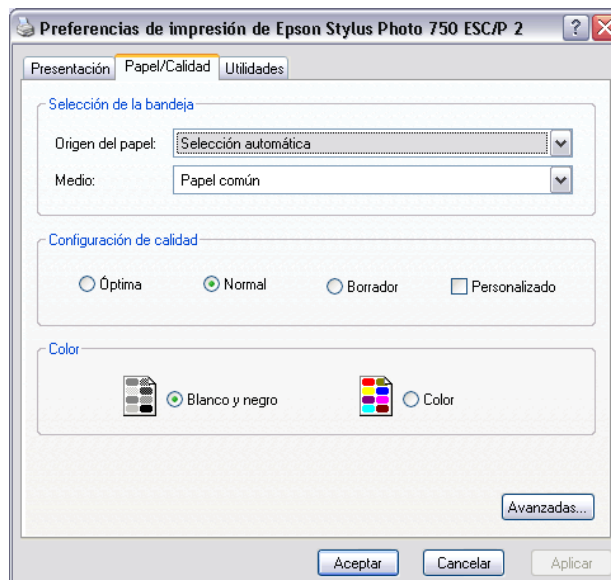 Preferencias de impresión de Epson Stylus Photo 750 ESC/P 2
Presentación Papel/Calidad Utilidades
Selección de la bandeja
Origen del papel: Selección automática
Medio: Papel común
Configuración de calidad
Óptima Normal Borrador Personalizado
Color
Blanco y negro Color
Avanzadas...
Aceptar Cancelar Aplicar